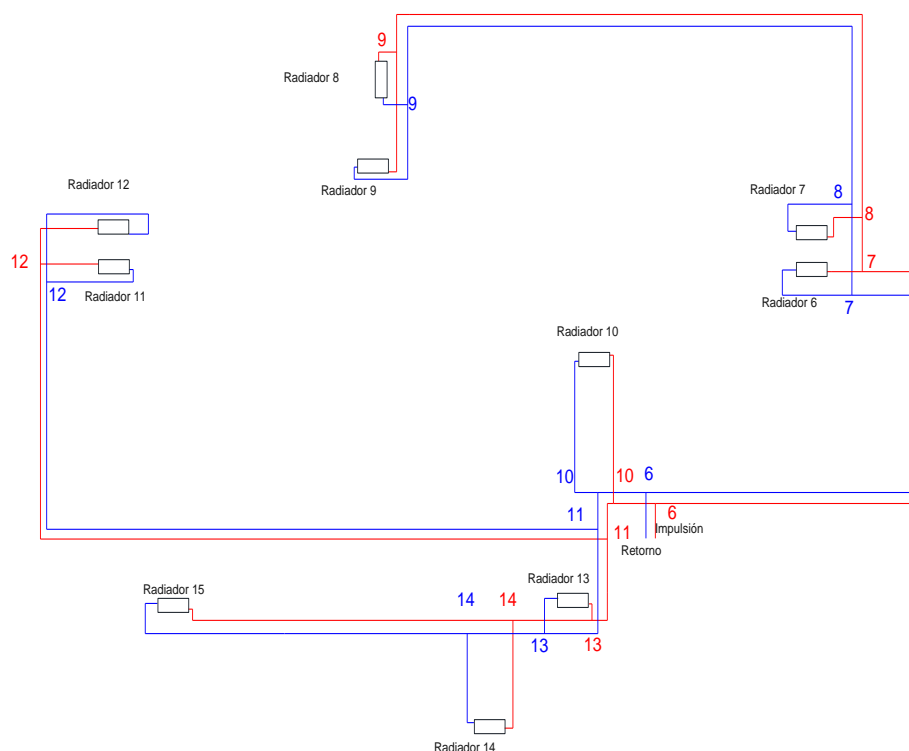 9
Radiador 8
9
Radiador 12
Radiador 9
Radiador 7
8
8
12
12
Radiador 11
7
Radiador 6
7
Radiador 10
10
10
6
11
6
Impulsión
11
Retorno
Radiador 15
14
14
Radiador 13
13
13
Radiador 14